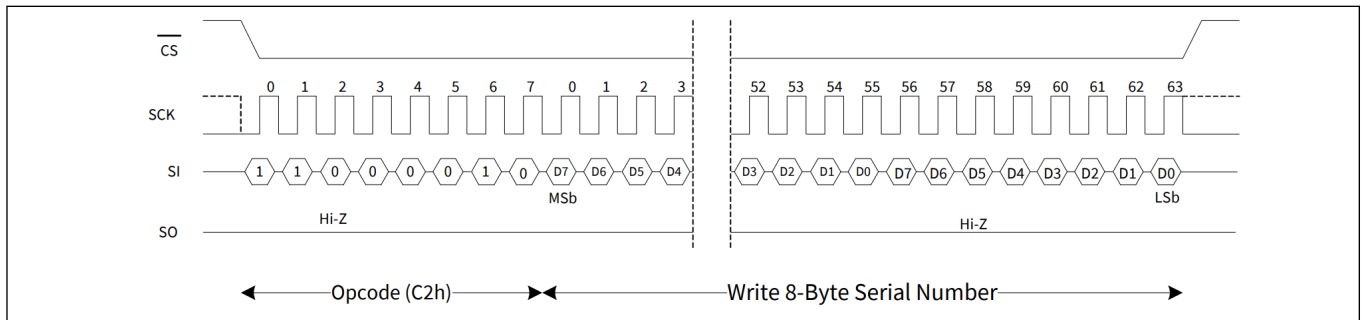 CS
0 1 2 3 4 5 6 7 0 1 2 3 52 53 54 55 56 57 58 59 60 61 62 63
SCK
SI 1 1 0 0 0 0 1 0 D7 D6 D5 D4 D3 D2 D1 D0 D7 D6 D5 D4 D3 D2 D1 D0
MSb LSb
Hi-Z Hi-Z
SO
Opcode (C2h) Write 8-Byte Serial Number